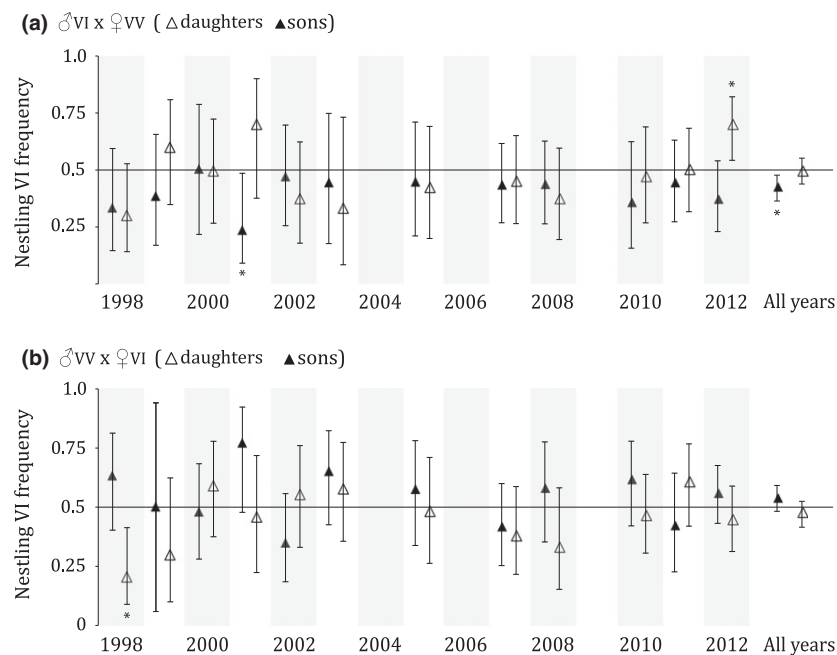 (a) ♂VI x ♀VV (△daughters ▲sons)
1.0
0.75
0.5
0.25
Nestling VI frequency
*
*
*
1998 2000 2002 2004 2006 2008 2010 2012 All years
(b) ♂VV x ♀VI (△daughters ▲sons)
1.0
0.75
0.5
0.25
0
Nestling VI frequency
*
1998 2000 2002 2004 2006 2008 2010 2012 All years